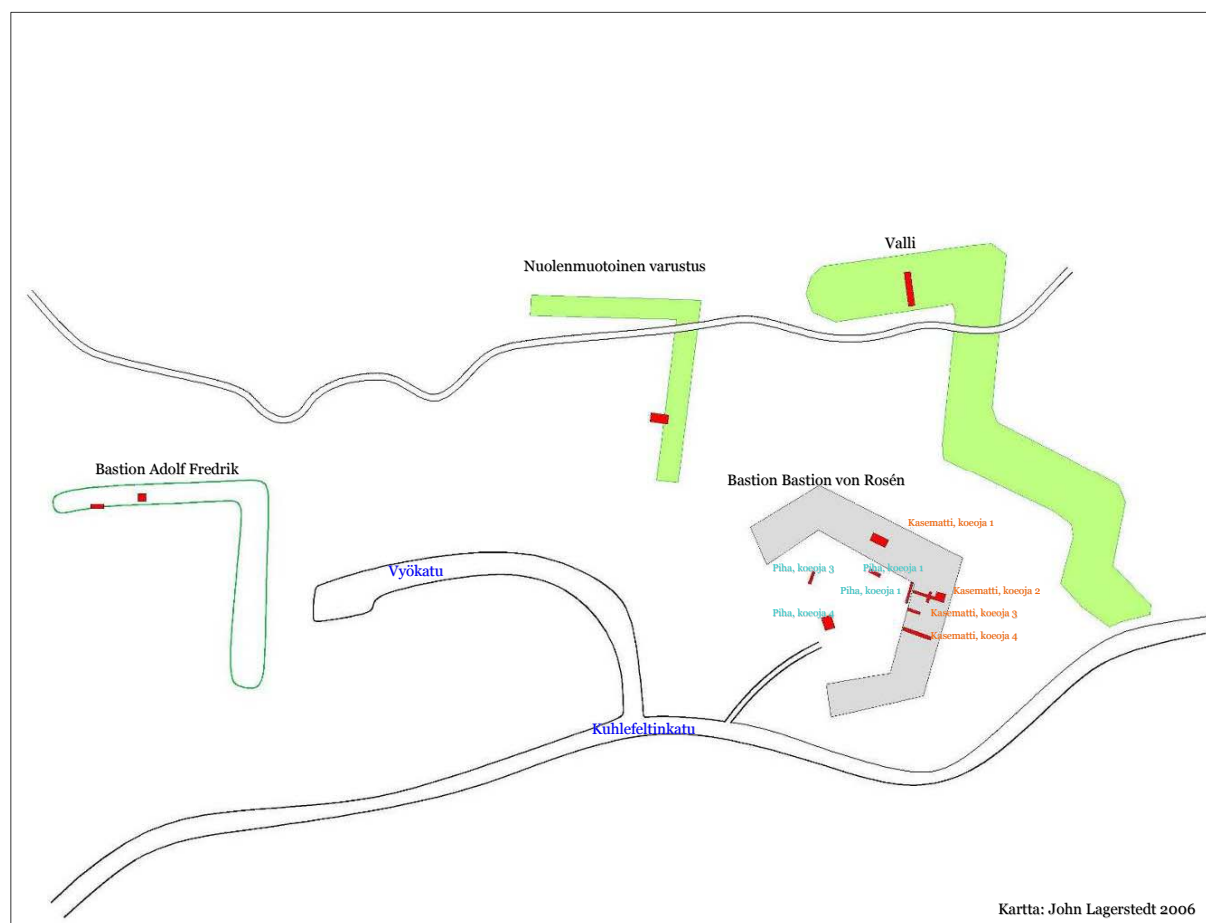 Valli
Nuolenmuotoinen varustus
Bastion Adolf Fredrik
Bastion Bastion von Rosén
Kasematti, koeoja 1
Piha, koeoja 3
Piha, koeoja 1
Vyökatu
Piha, koeoja 1
Kasematti, koeoja 2
Piha, koeoja 4
Kasematti, koeoja 3
Kasematti, koeoja 4
Kuhlefeltinkatu
Kartta: John Lagerstedt 2006